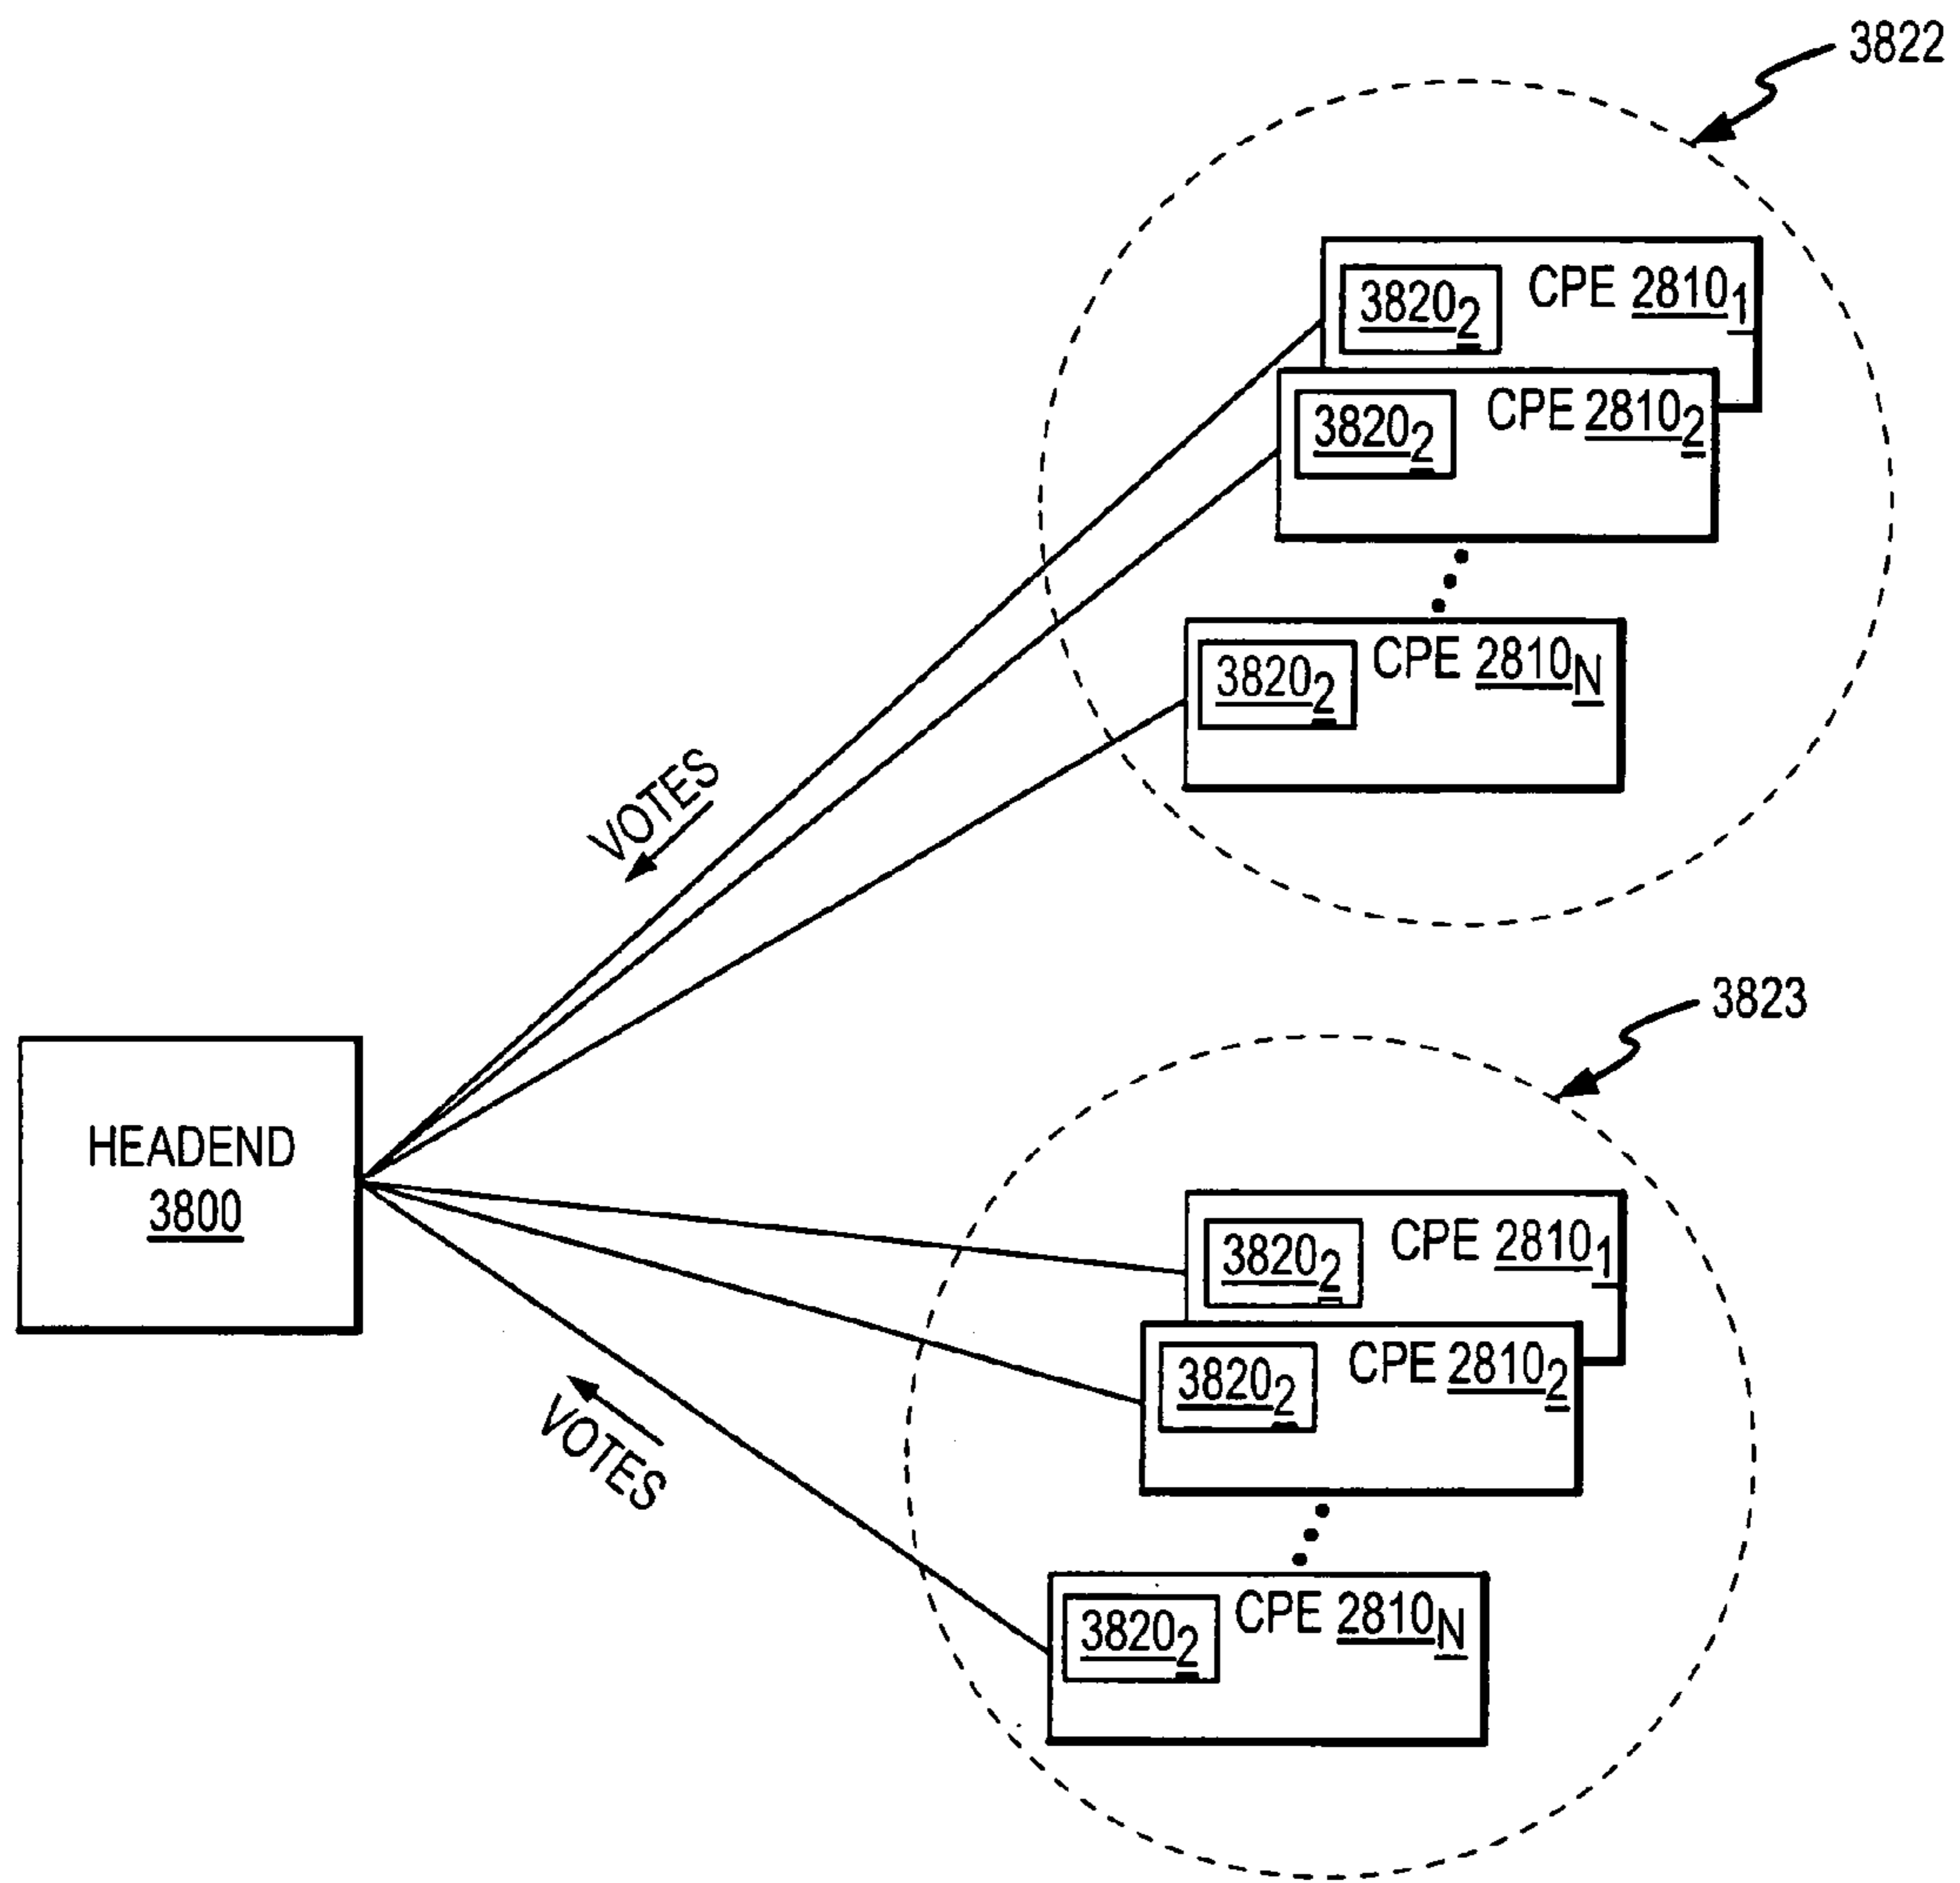 3822
CPE 2810₁
3820₂
CPE 2810₂
3820₂
CPE 2810N
3820₂
VOTES
3823
HEADEND
3800
CPE 2810₁
3820₂
CPE 2810₂
3820₂
VOTES
CPE 2810N
3820₂